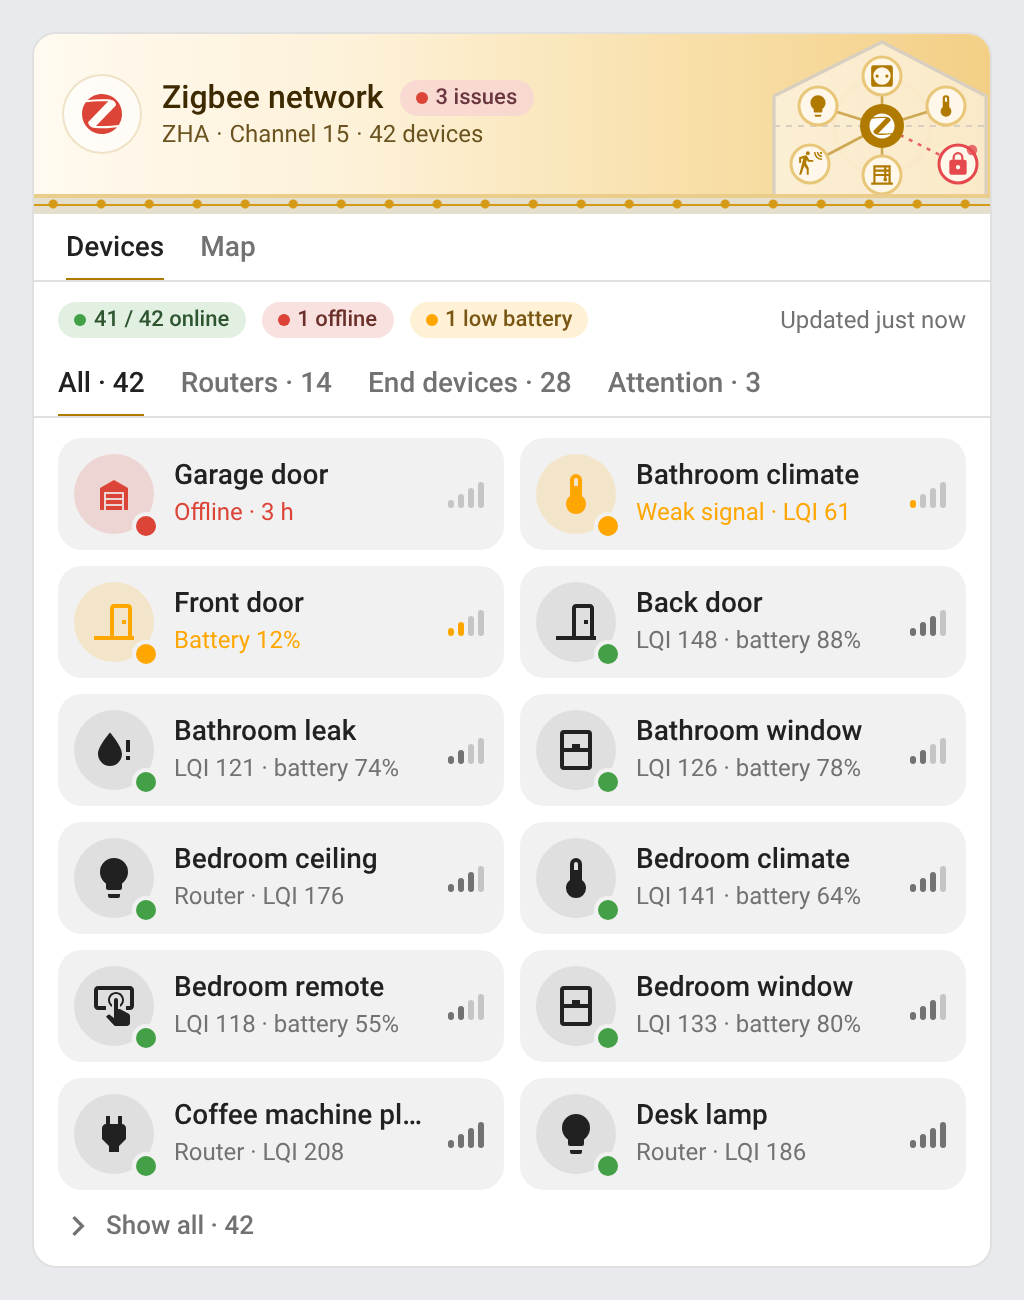 Zigbee network
3 issues
ZHA · Channel 15 · 42 devices
Devices
Map
41 / 42 online
1 offline
1 low battery
Updated just now
All · 42
Routers · 14
End devices · 28
Attention · 3
Garage door
Offline · 3 h
Bathroom climate
Weak signal · LQI 61
Front door
Battery 12%
Back door
LQI 148 · battery 88%
Bathroom leak
LQI 121 · battery 74%
Bathroom window
LQI 126 · battery 78%
Bedroom ceiling
Router · LQI 176
Bedroom climate
LQI 141 · battery 64%
Bedroom remote
LQI 118 · battery 55%
Bedroom window
LQI 133 · battery 80%
Coffee machine pl...
Router · LQI 208
Desk lamp
Router · LQI 186
Show all · 42